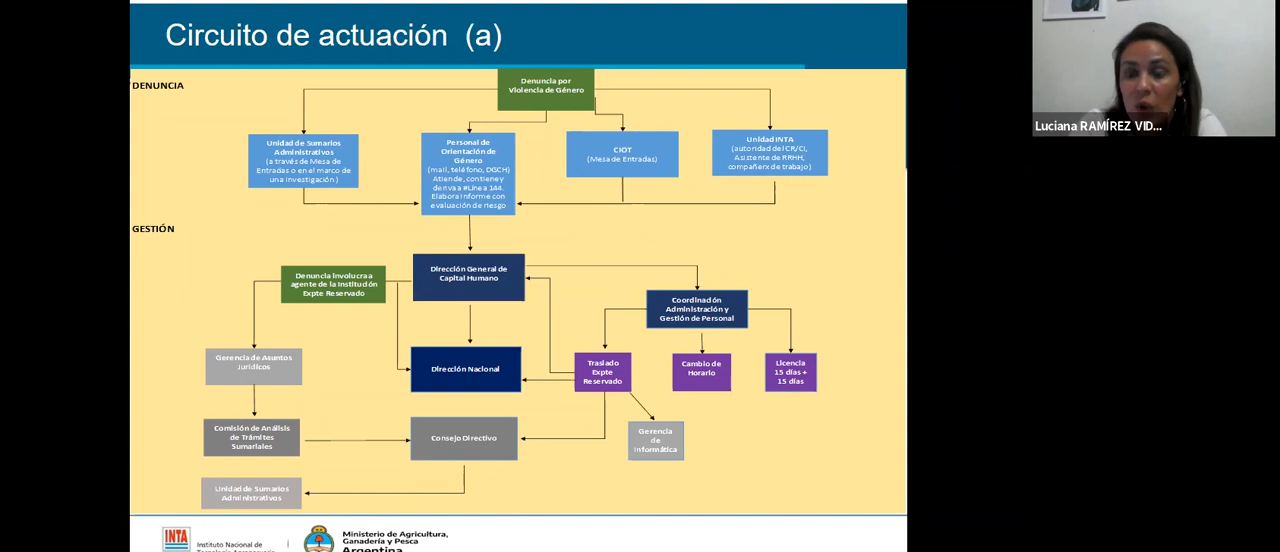 Circuito de actuación (a)
DENUNCIA
Denuncia por
Violencia de Género
Unidad de Sumarios
Administrativos
(a través de Mesa de
Entradas o en el marco de
una investigación )
Personal de
Orientación de
Género
(mail, teléfono, DGCH)
Atiende, contiene y
deriva a #Línea 144.
Elabora Informe con
evaluación de riesgo
CIOT
(Mesa de Entradas)
Unidad INTA
(autoridad del CR/CI,
Asistente de RRHH,
compañerx de trabajo)
GESTIÓN
Denuncia involucra a
agente de la Institución
Expte Reservado
Dirección General de
Capital Humano
Coordinación
Administración y
Gestión de Personal
Gerencia de Asuntos
Jurídicos
Dirección Nacional
Traslado
Expte
Reservado
Cambio de
Horario
Licencia
15 días +
15 días
Comisión de Análisis
de Trámites
Sumariales
Consejo Directivo
Gerencia
de
Informática
Unidad de Sumarios
Administrativos
INTA
Instituto Nacional de
Tecnología Agropecuaria
Ministerio de Agricultura,
Ganadería y Pesca
Argentina
Luciana RAMÍREZ VID...